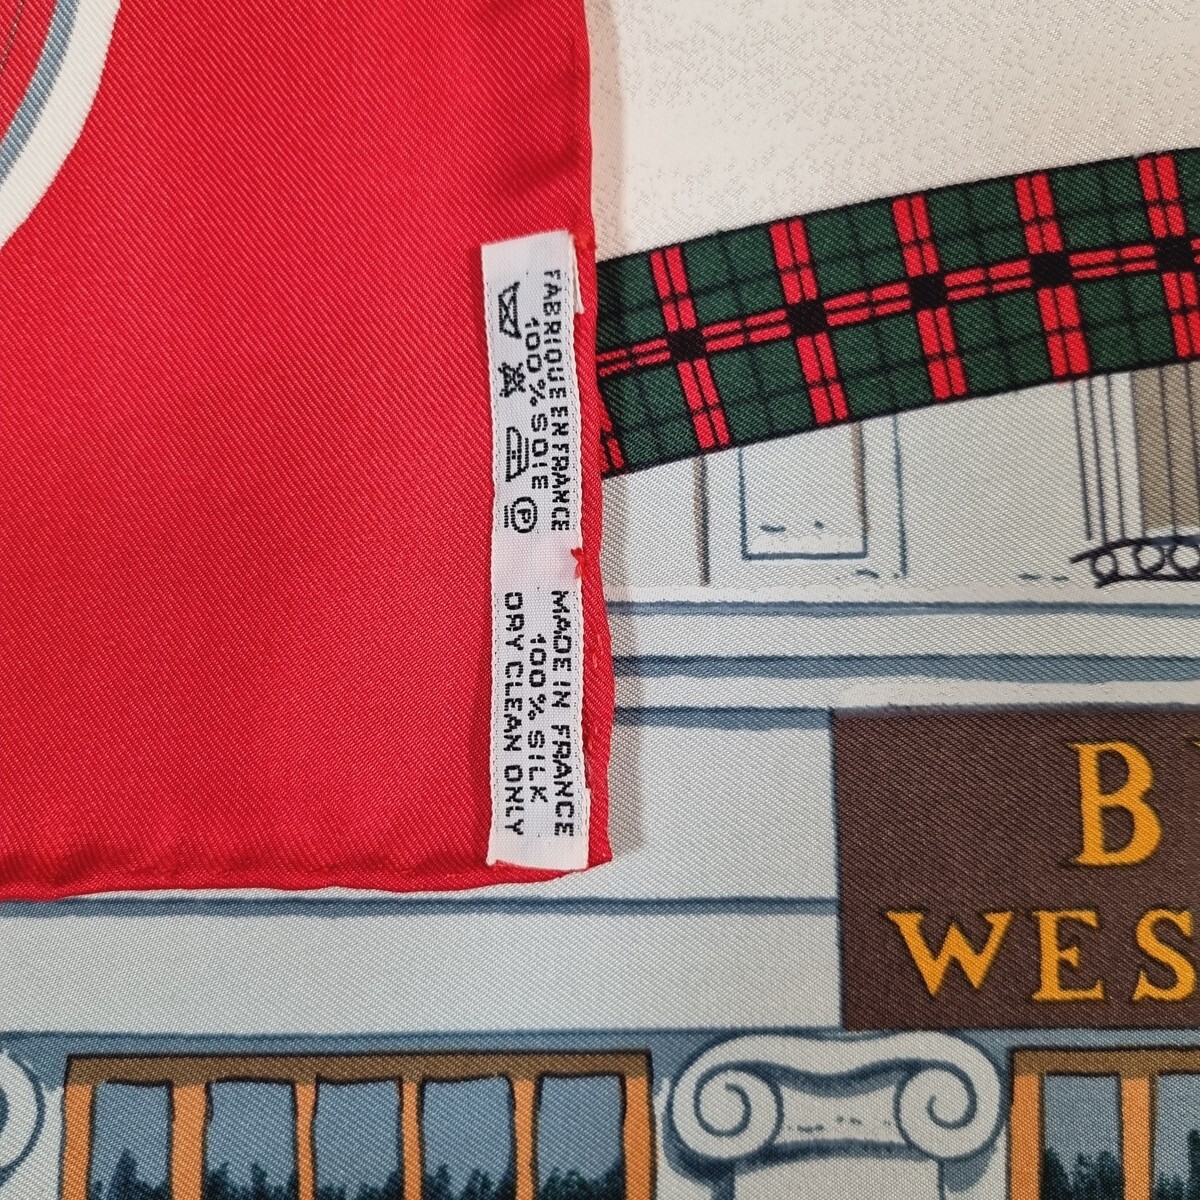 FABRIQUE EN FRANCE
100% SOIE
P
MADE IN FRANCE
100% SILK
DRY CLEAN ONLY
B
WES